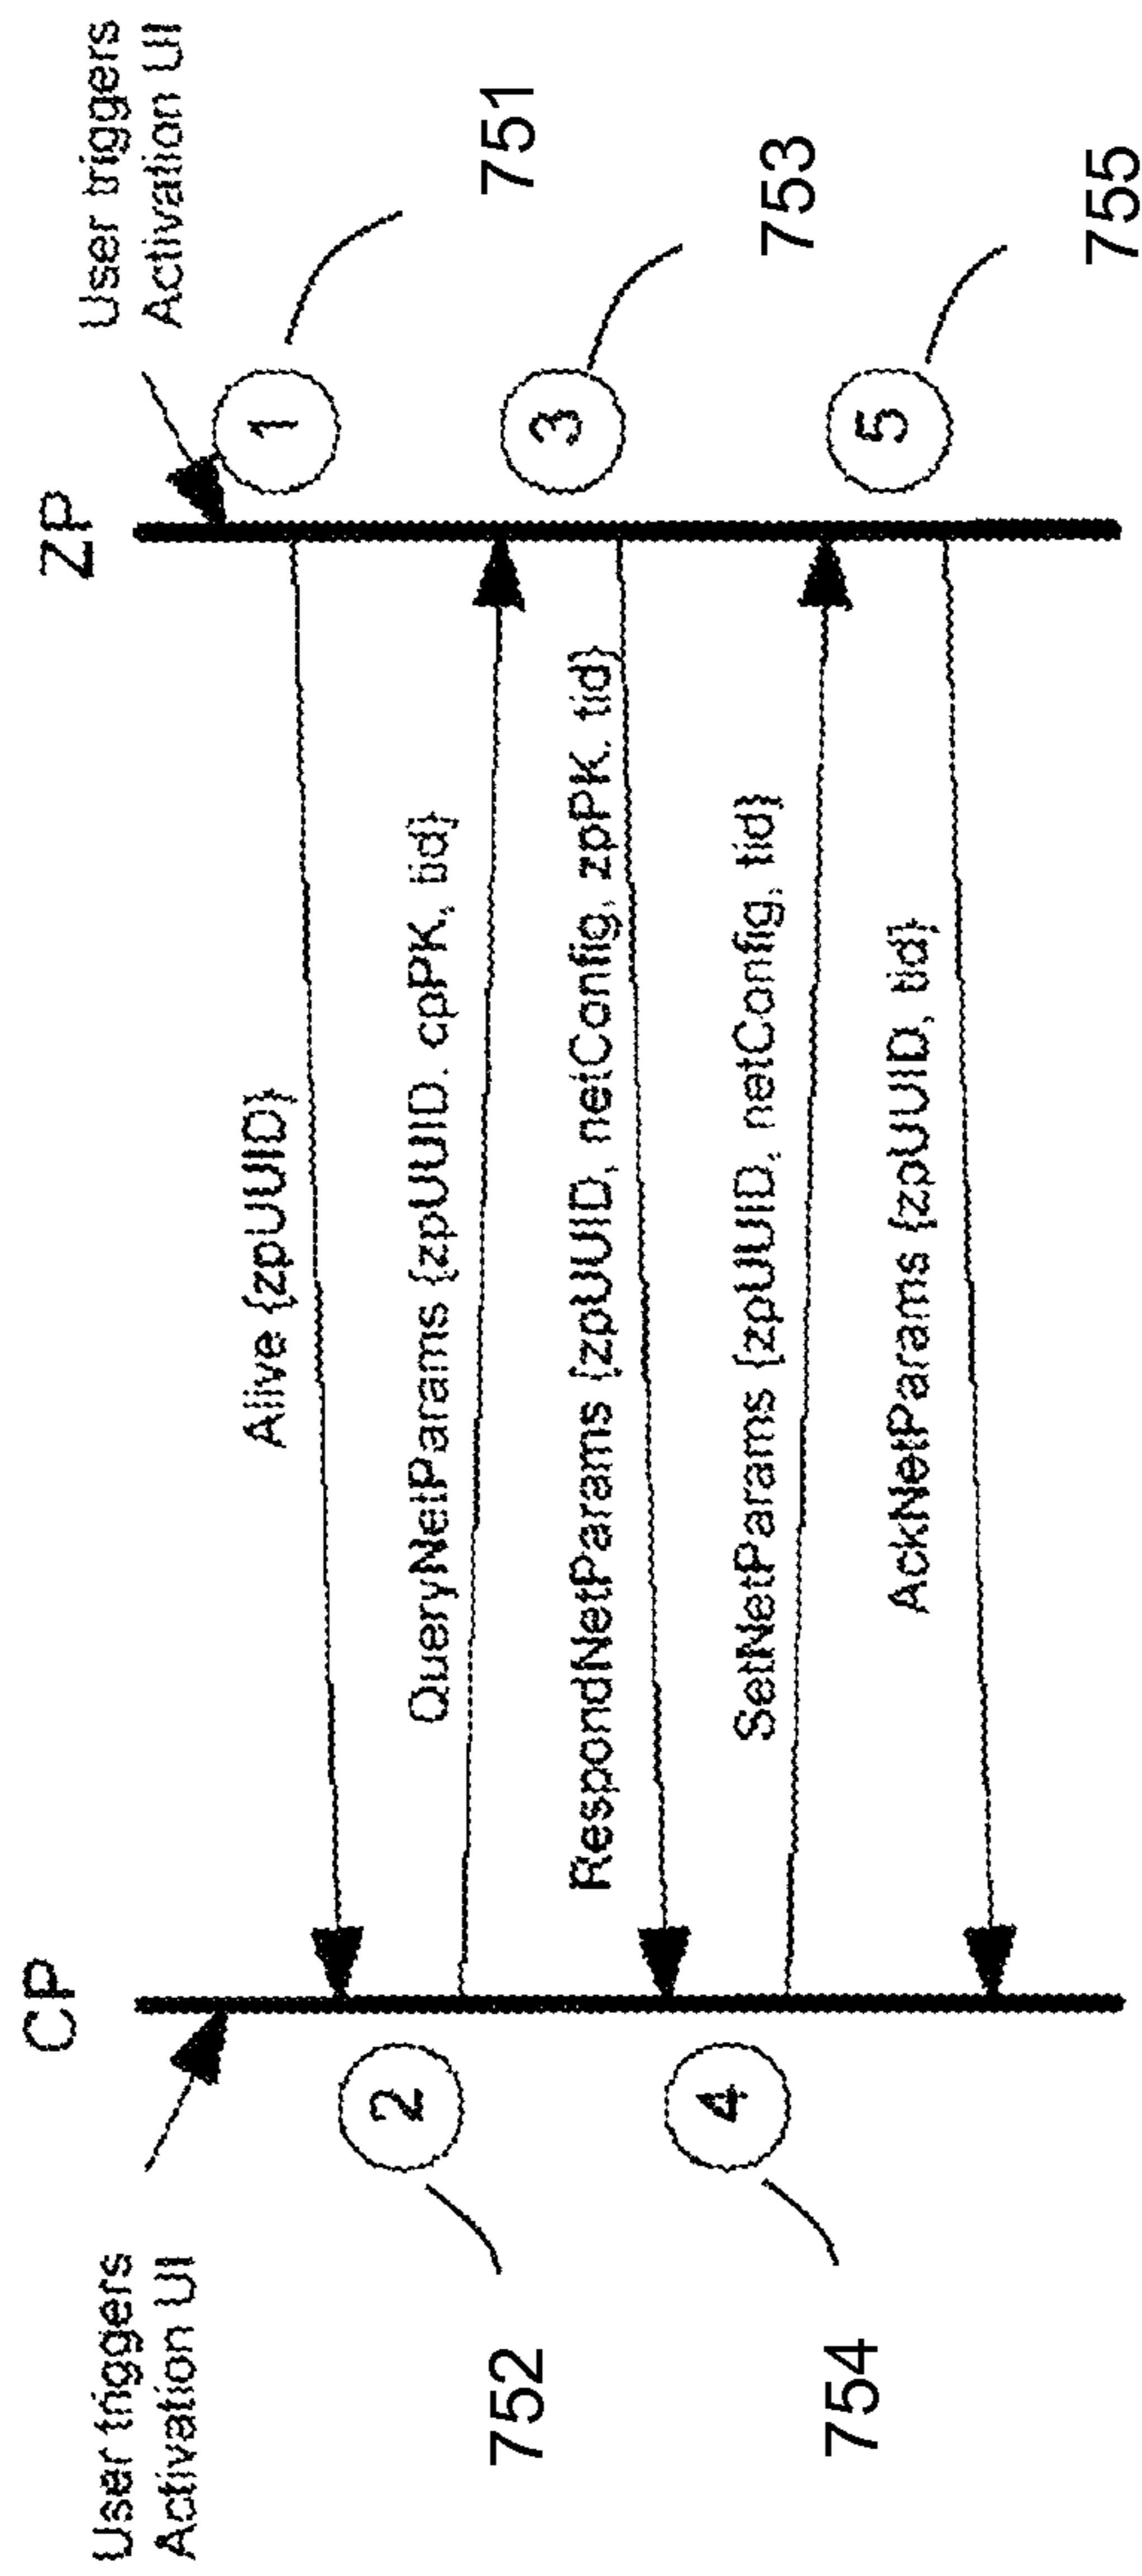 User triggers
Activation UI
CP
ZP
User triggers
Activation UI
1
751
Alive {zpUUID}
2
752
QueryNetParams {zpUUID, cpPK, tid}
3
753
RespondNetParams {zpUUID, netConfig, zpPK, tid}
4
754
SetNetParams {zpUUID, netConfig, tid}
5
755
AckNetParams {zpUUID, tid}